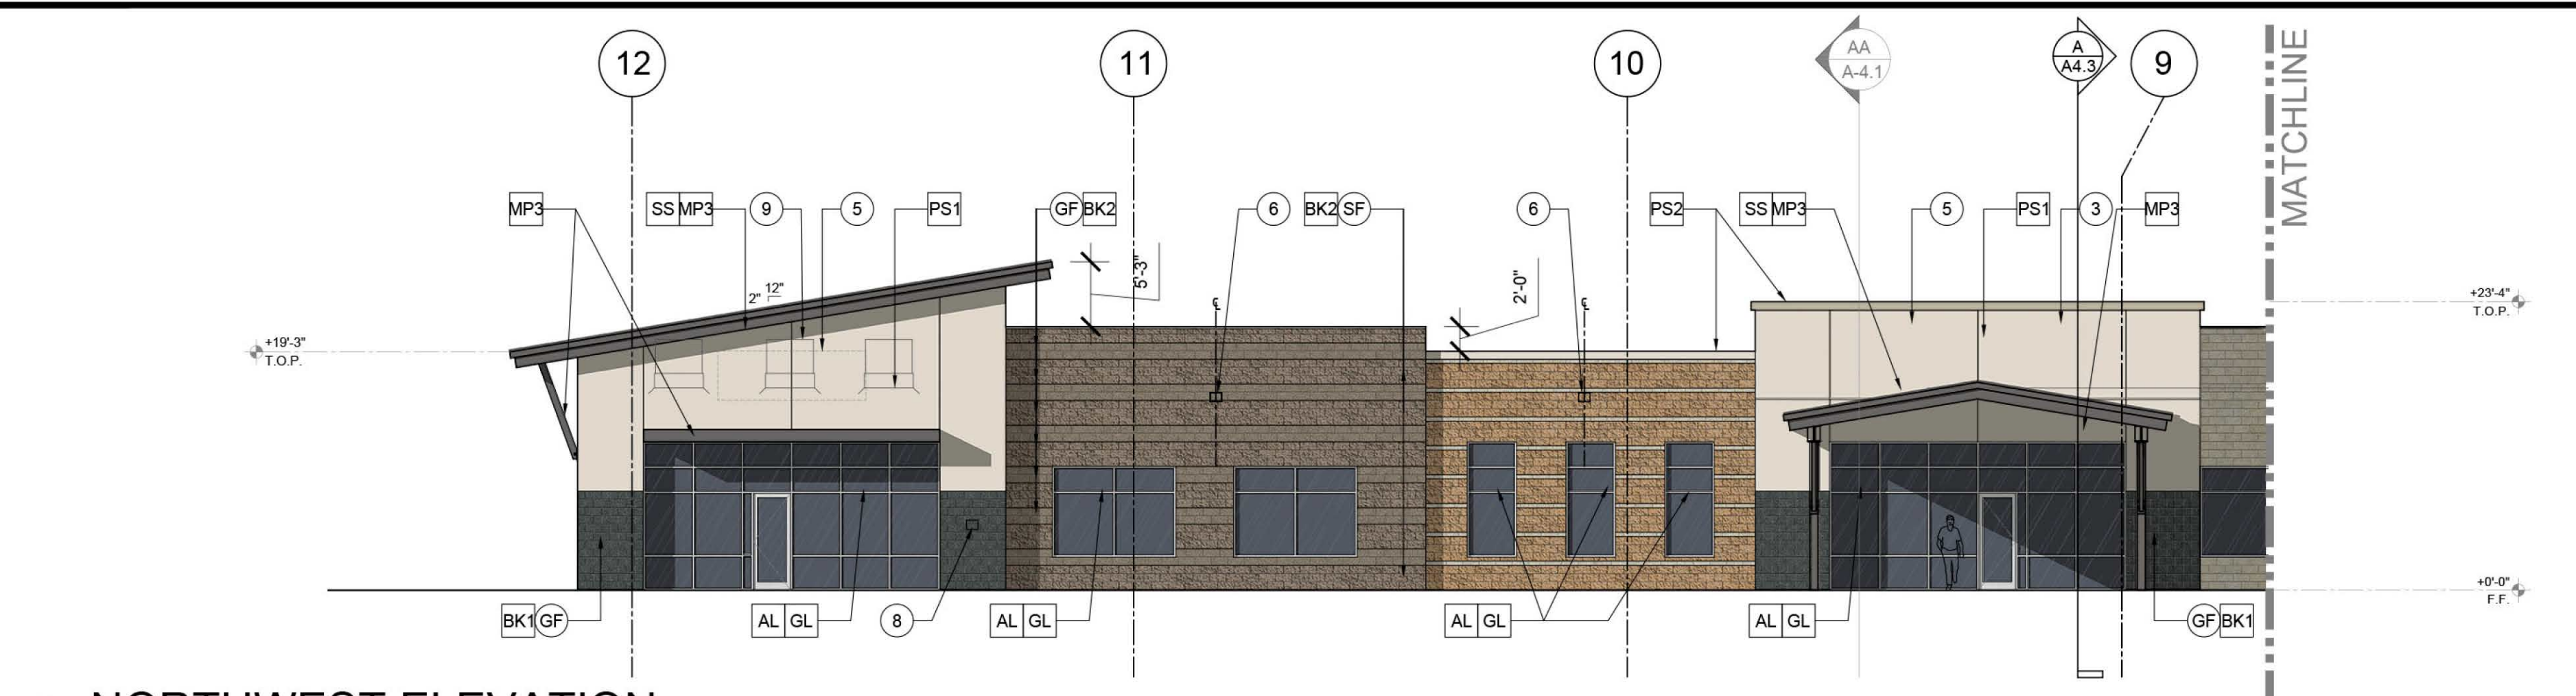 12
11
10
AA
A-4.1
A
A4.3
9
MATCHLINE
MP3
SS MP3
9
5
PS1
GF BK2
6
BK2 SF
6
PS2
SS MP3
5
PS1
3
MP3
5'-3"
2'-0"
12"
2"
℄
℄
+19'-3"
T.O.P.
+23'-4"
T.O.P.
+0'-0"
F.F.
BK1 GF
AL GL
8
AL GL
AL GL
AL GL
GF BK1
NORTHWEST ELEVATION